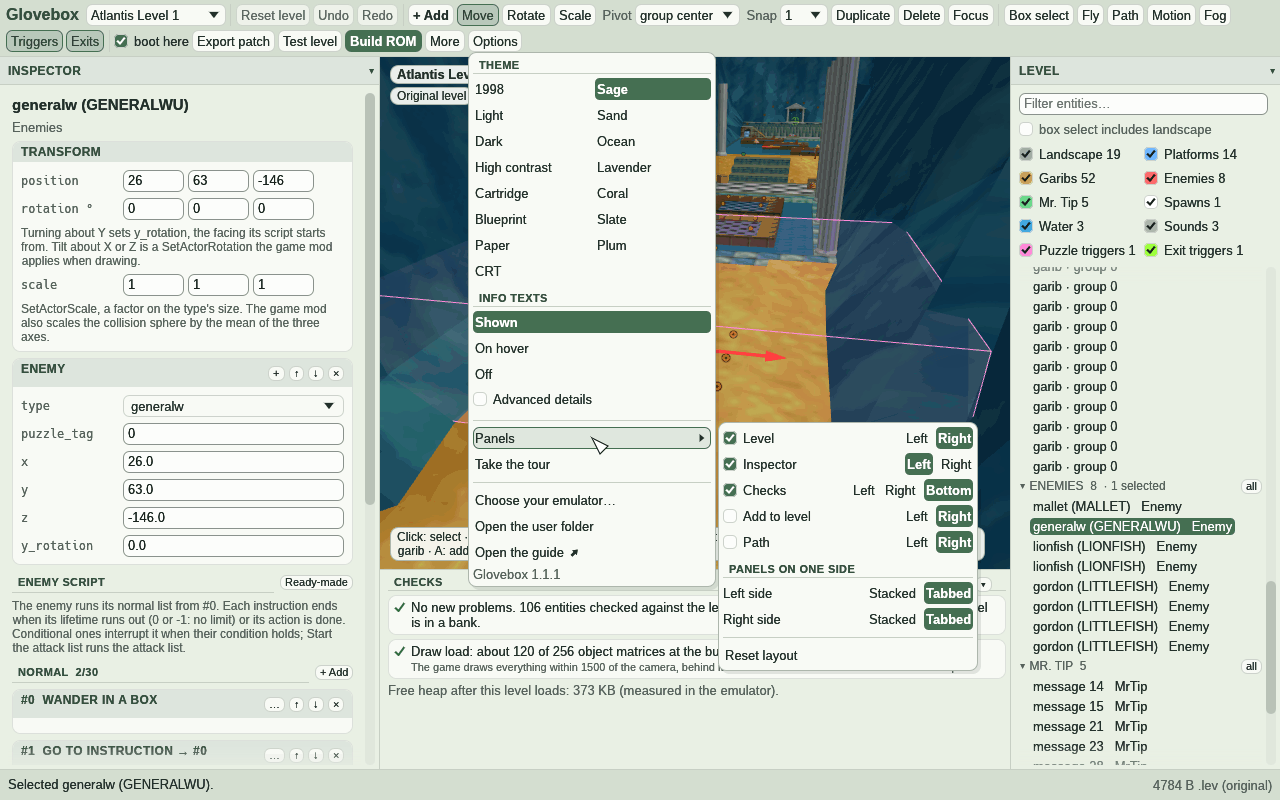 Glovebox Atlantis Level 1 Reset level Undo Redo + Add Move Rotate Scale Pivot group center Snap 1 Duplicate Delete Focus Box select Fly Path Motion Fog
Triggers Exits boot here Export patch Test level Build ROM More Options
INSPECTOR
generalw (GENERALWU)
Enemies
TRANSFORM
position 26 63 -146
rotation ° 0 0 0
Turning about Y sets y_rotation, the facing its script starts
from. Tilt about X or Z is a SetActorRotation the game mod
applies when drawing.
scale 1 1 1
SetActorScale, a factor on the type's size. The game mod
also scales the collision sphere by the mean of the three
axes.
ENEMY + ↑ ↓ ×
type generalw
puzzle_tag 0
x 26.0
y 63.0
z -146.0
y_rotation 0.0
ENEMY SCRIPT Ready-made
The enemy runs its normal list from #0. Each instruction ends
when its lifetime runs out (0 or -1: no limit) or its action is done.
Conditional ones interrupt it when their condition holds; Start
the attack list runs the attack list.
NORMAL 2/30 + Add
#0 WANDER IN A BOX ... ↑ ↓ ×
#1 GO TO INSTRUCTION → #0 ... ↑ ↓ ×
Atlantis Lev
Original level
THEME
1998 Sage
Light Sand
Dark Ocean
High contrast Lavender
Cartridge Coral
Blueprint Slate
Paper Plum
CRT
INFO TEXTS
Shown
On hover
Off
Advanced details
Panels
Take the tour
Choose your emulator…
Open the user folder
Open the guide
Glovebox 1.1.1
Level Left Right
Inspector Left Right
Checks Left Right Bottom
Add to level Left Right
Path Left Right
PANELS ON ONE SIDE
Left side Stacked Tabbed
Right side Stacked Tabbed
Reset layout
Click: select ·
garib · A: add
CHECKS
No new problems. 106 entities checked against the le el
is in a bank.
Draw load: about 120 of 256 object matrices at the bu
The game draws everything within 1500 of the camera, behind i
Free heap after this level loads: 373 KB (measured in the emulator).
LEVEL
Filter entities…
box select includes landscape
Landscape 19 Platforms 14
Garibs 52 Enemies 8
Mr. Tip 5 Spawns 1
Water 3 Sounds 3
Puzzle triggers 1 Exit triggers 1
garib · group 0
garib · group 0
garib · group 0
garib · group 0
garib · group 0
garib · group 0
garib · group 0
garib · group 0
garib · group 0
garib · group 0
garib · group 0
ENEMIES 8 · 1 selected all
mallet (MALLET) Enemy
generalw (GENERALWU) Enemy
lionfish (LIONFISH) Enemy
lionfish (LIONFISH) Enemy
gordon (LITTLEFISH) Enemy
gordon (LITTLEFISH) Enemy
gordon (LITTLEFISH) Enemy
gordon (LITTLEFISH) Enemy
MR. TIP 5 all
message 14 MrTip
message 15 MrTip
message 21 MrTip
message 23 MrTip
message 28 MrTip
Selected generalw (GENERALWU).
4784 B .lev (original)